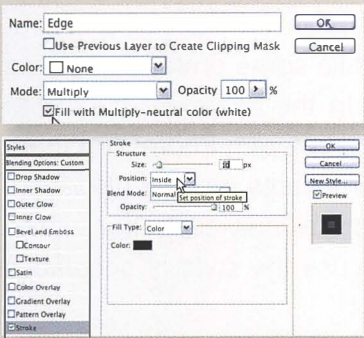 Name: Edge
OK
Use Previous Layer to Create Clipping Mask
Cancel
Color: None
Mode: Multiply Opacity 100 %
Fill with Multiply-neutral color (white)
Styles
Blending Options: Custom
Drop Shadow
Inner Shadow
Outer Glow
Inner Glow
Bevel and Emboss
Contour
Texture
Satin
Color Overlay
Gradient Overlay
Pattern Overlay
Stroke
Stroke
Structure
Size: px
Position: Inside
Blend Mode: Normal
Set position of stroke
Opacity: 100 %
Fill Type: Color
Color:
OK
Cancel
New Style...
Preview